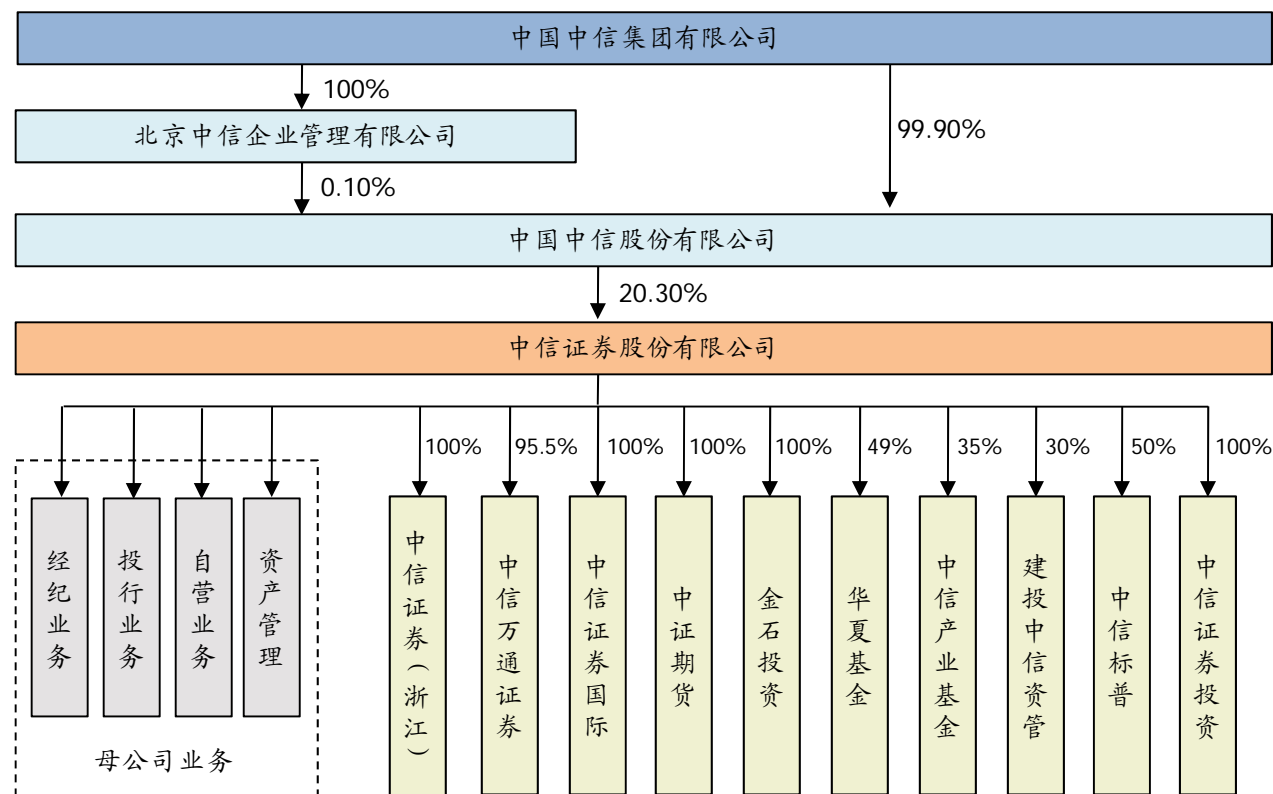 中国中信集团有限公司
100%
99.90%
北京中信企业管理有限公司
0.10%
中国中信股份有限公司
20.30%
中信证券股份有限公司
100%
95.5%
100%
100%
100%
49%
35%
30%
50%
100%
经纪业务
投行业务
自营业务
资产管理
母公司业务
中信证券(浙江)
中信万通证券
中信证券国际
中证期货
金石投资
华夏基金
中信产业基金
建投中信资管
中信标普
中信证券投资